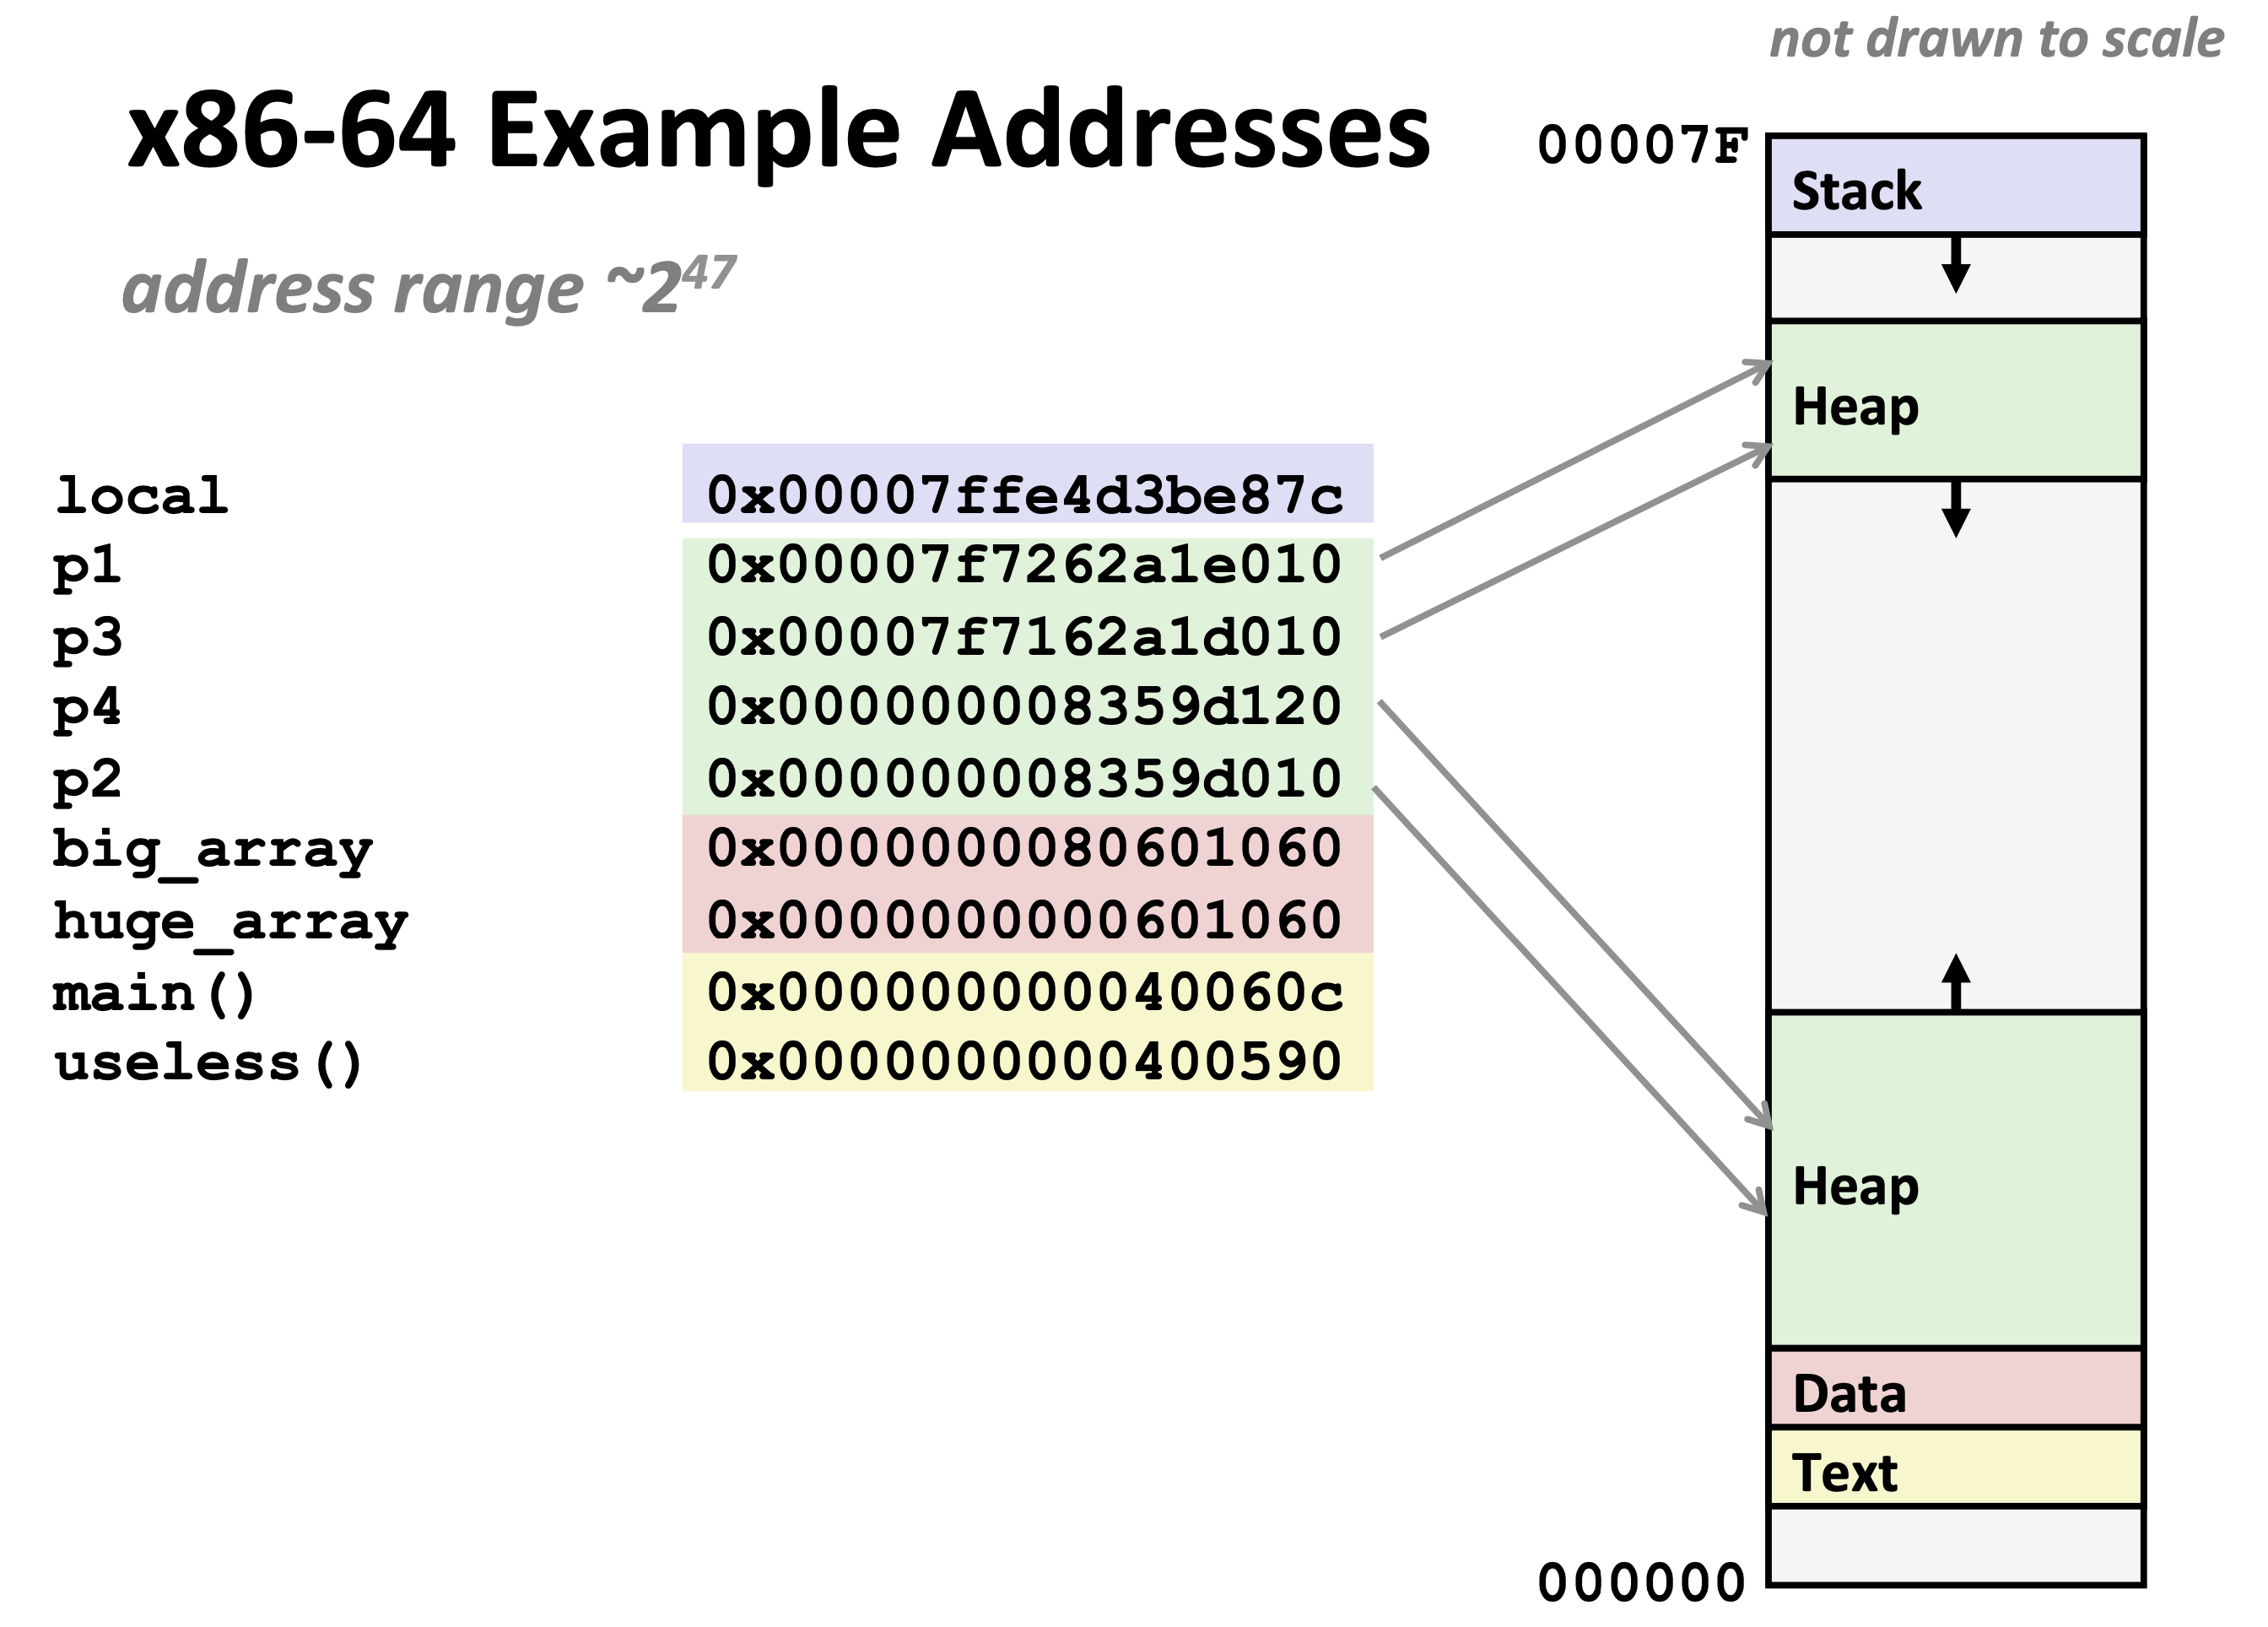 not drawn to scale
x86-64 Example Addresses
00007F
Stack
address range ~2^47
Heap
local 0x00007ffe4d3be87c
p1 0x00007f7262a1e010
p3 0x00007f7162a1d010
p4 0x000000008359d120
p2 0x000000008359d010
big_array 0x0000000080601060
huge_array 0x0000000000601060
main() 0x000000000040060c
useless() 0x0000000000400590
Heap
Data
Text
000000